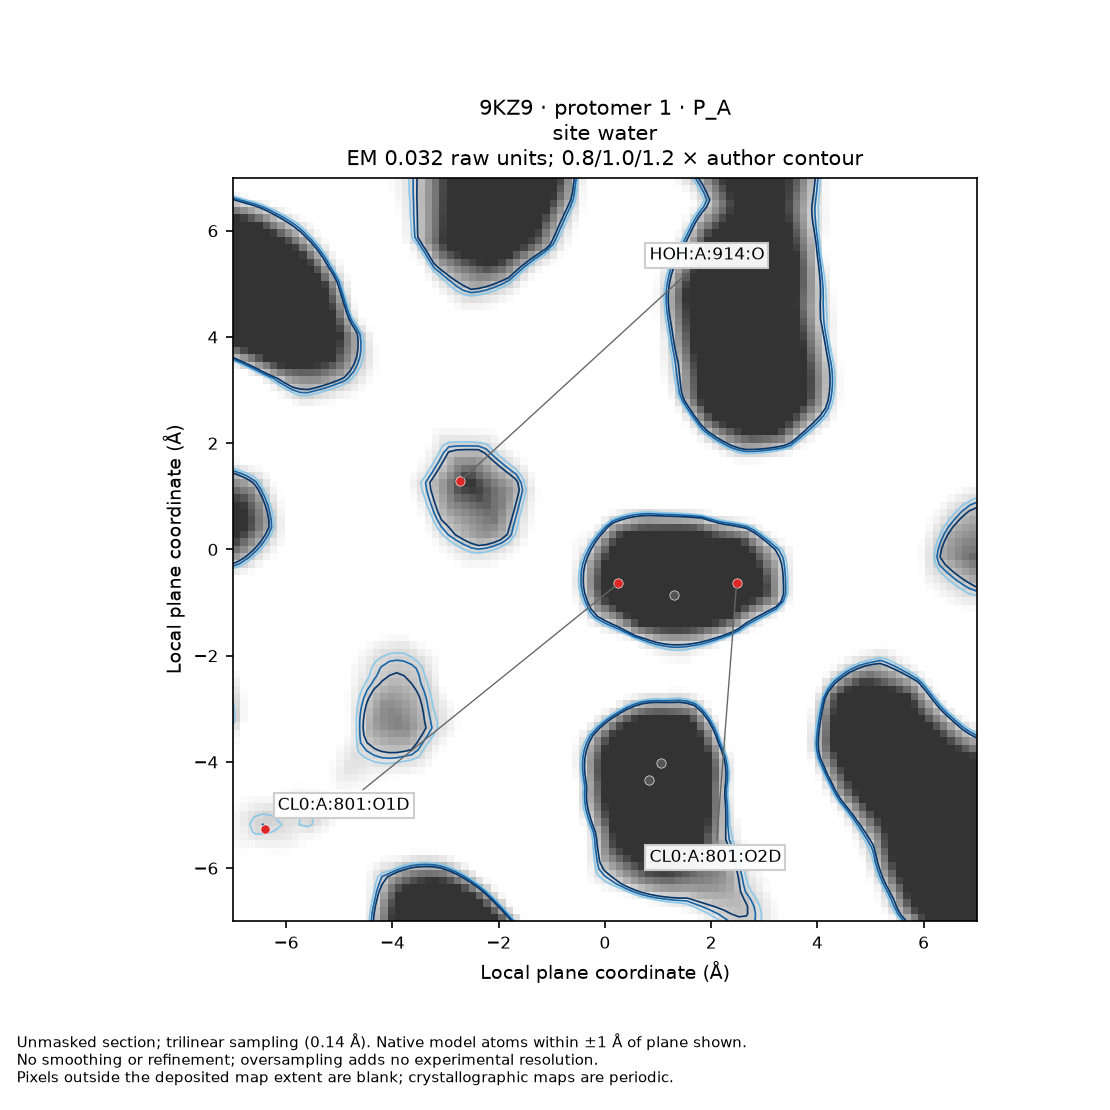 9KZ9 · protomer 1 · P_A
site water
EM 0.032 raw units; 0.8/1.0/1.2 × author contour
Local plane coordinate (Å)
6
4
2
0
−2
−4
−6
HOH:A:914:O
CL0:A:801:O1D
CL0:A:801:O2D
−6 −4 −2 0 2 4 6
Local plane coordinate (Å)
Unmasked section; trilinear sampling (0.14 Å). Native model atoms within ±1 Å of plane shown.
No smoothing or refinement; oversampling adds no experimental resolution.
Pixels outside the deposited map extent are blank; crystallographic maps are periodic.